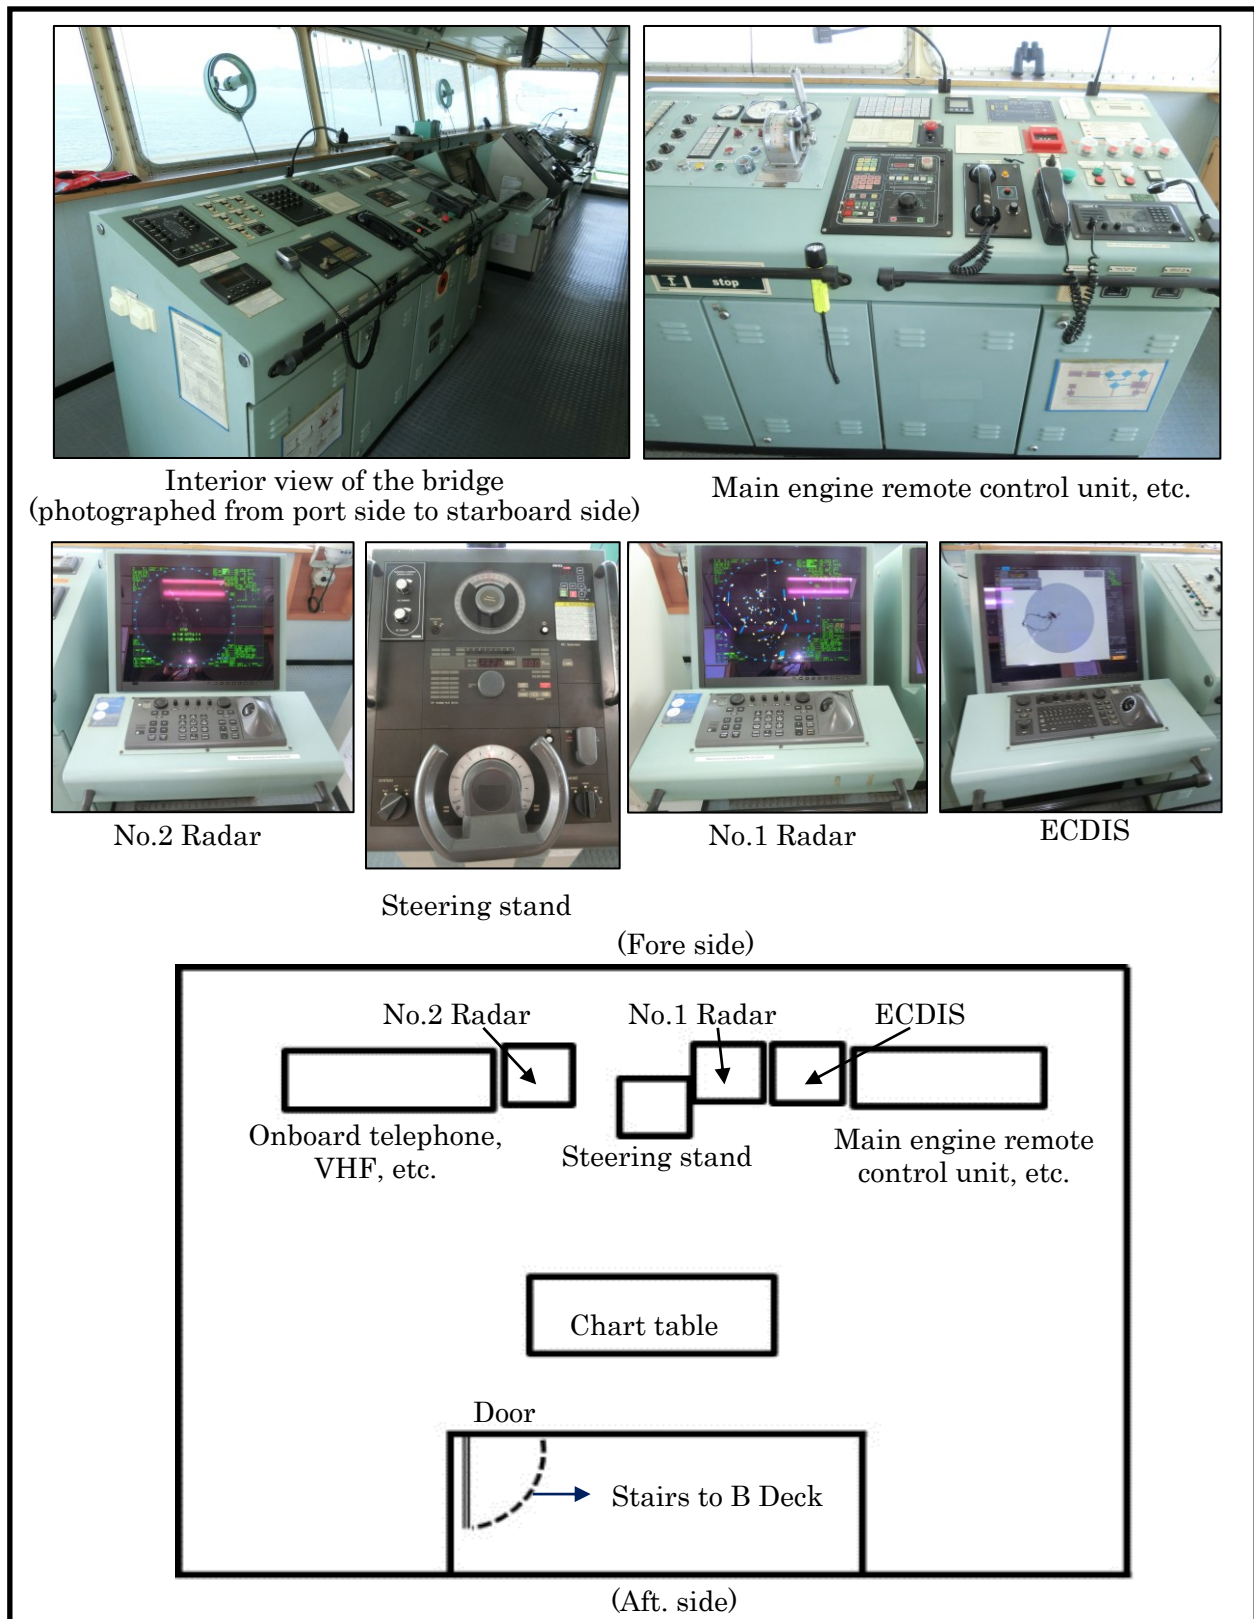 stop
Interior view of the bridge
(photographed from port side to starboard side)
Main engine remote control unit, etc.
No.2 Radar
Steering stand
No.1 Radar
ECDIS
(Fore side)
No.2 Radar
No.1 Radar
ECDIS
Onboard telephone,
VHF, etc.
Steering stand
Main engine remote
control unit, etc.
Chart table
Door
Stairs to B Deck
(Aft. side)